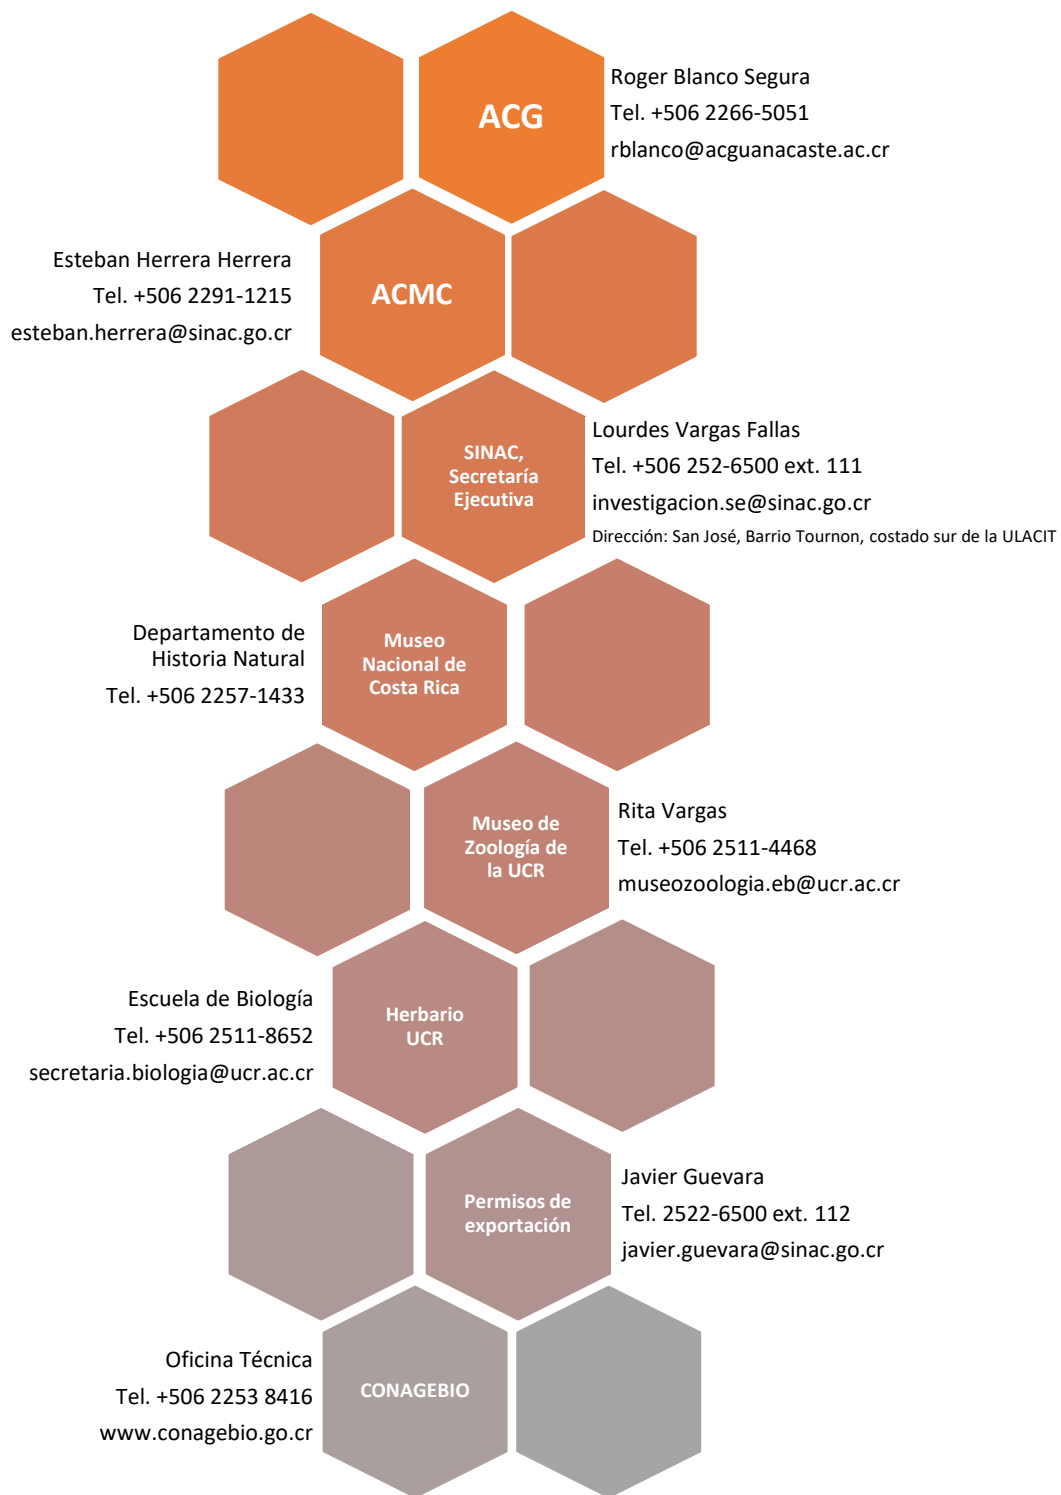 ACG
Roger Blanco Segura
Tel. +506 2266-5051
rblanco@acguanacaste.ac.cr
Esteban Herrera Herrera
Tel. +506 2291-1215
esteban.herrera@sinac.go.cr
ACMC
SINAC,
Secretaría
Ejecutiva
Lourdes Vargas Fallas
Tel. +506 252-6500 ext. 111
investigacion.se@sinac.go.cr
Dirección: San José, Barrio Tournon, costado sur de la ULACIT
Departamento de
Historia Natural
Tel. +506 2257-1433
Museo
Nacional de
Costa Rica
Museo de
Zoología de
la UCR
Rita Vargas
Tel. +506 2511-4468
museozoologia.eb@ucr.ac.cr
Escuela de Biología
Tel. +506 2511-8652
secretaria.biologia@ucr.ac.cr
Herbario
UCR
Permisos de
exportación
Javier Guevara
Tel. 2522-6500 ext. 112
javier.guevara@sinac.go.cr
Oficina Técnica
Tel. +506 2253 8416
www.conagebio.go.cr
CONAGEBIO